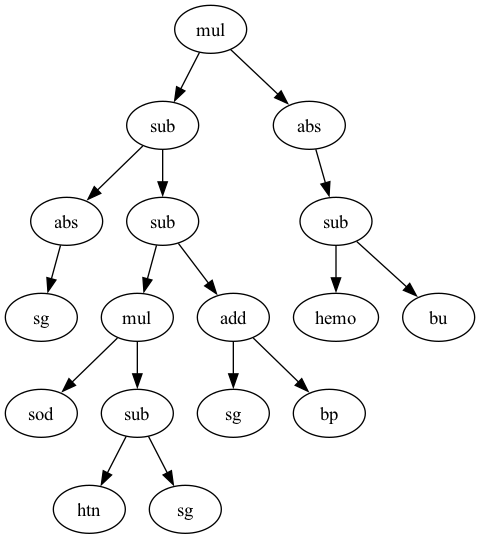 mul
sub abs
abs sub sub
sg mul add hemo bu
sod sub sg bp
htn sg